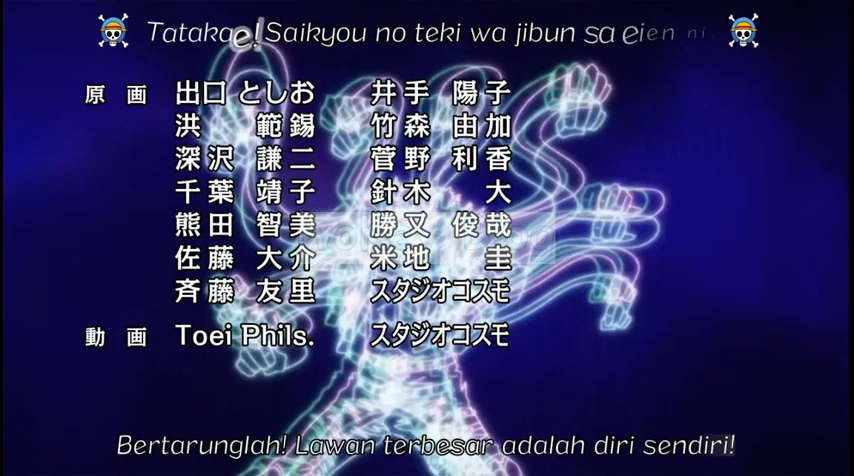 Tatakae! Saikyou no teki wa jibun sa eien ni
原画 出口 としお 井手 陽子
洪 範錫 竹森 由加
深沢 謙二 菅野 利香
千葉 靖子 針木 大
熊田 智美 勝又 俊哉
佐藤 大介 米地 圭
斉藤 友里 スタジオコスモ
動画 Toei Phils. スタジオコスモ
Bertarunglah! Lawan terbesar adalah diri sendiri!